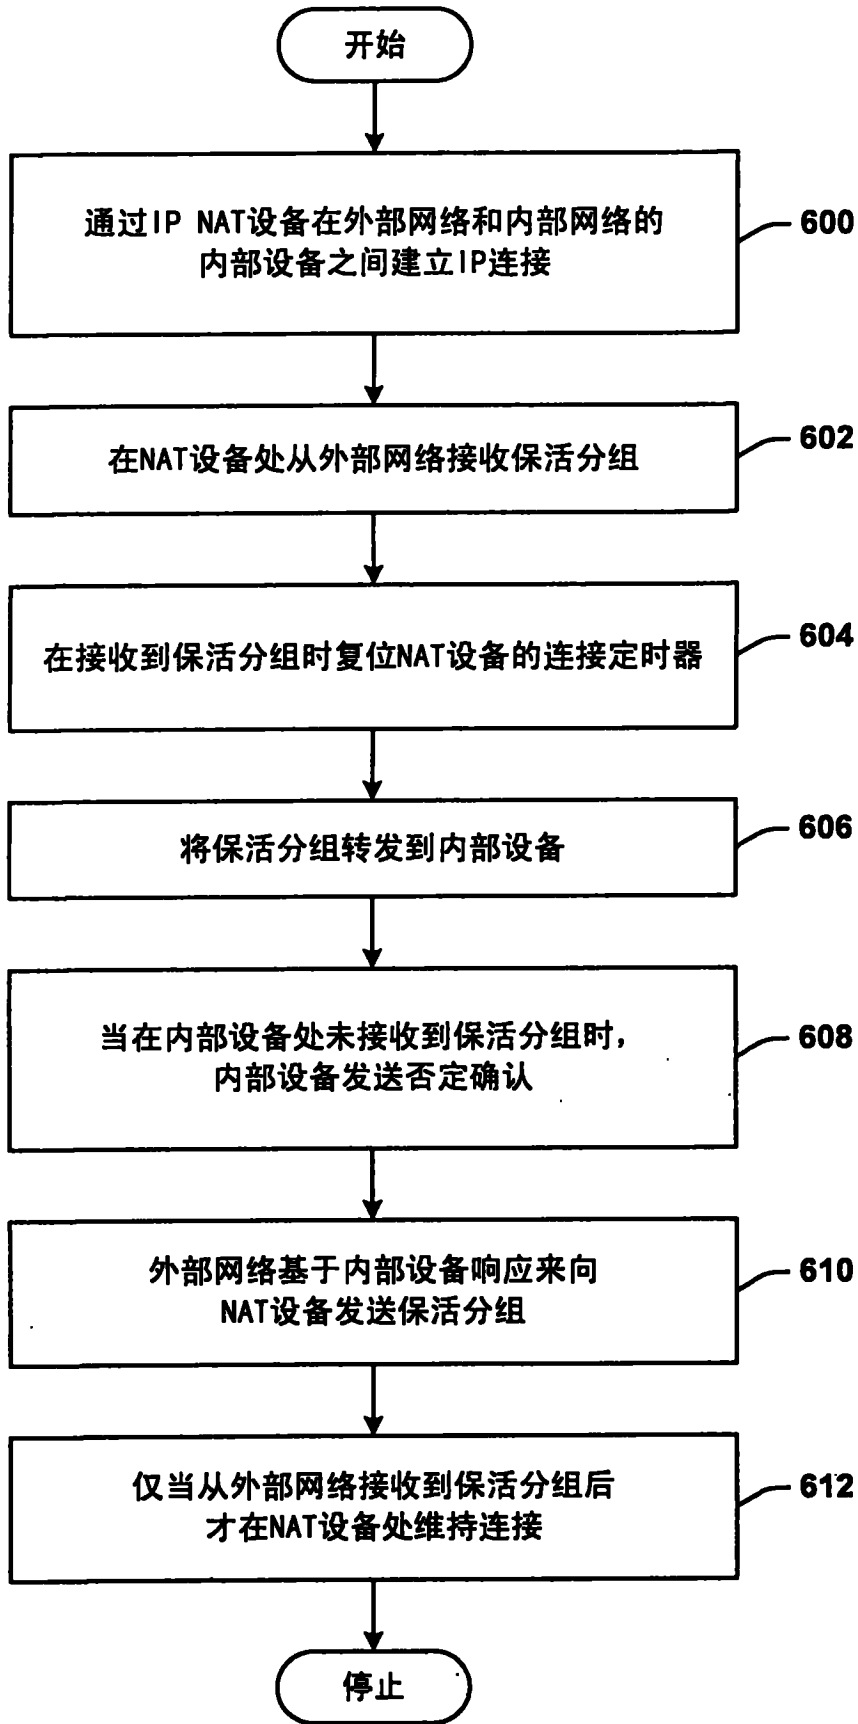 开始
通过IP NAT设备在外部网络和内部网络的
内部设备之间建立IP连接
600
在NAT设备处从外部网络接收保活分组
602
在接收到保活分组时复位NAT设备的连接定时器
604
将保活分组转发到内部设备
606
当在内部设备处未接收到保活分组时，
内部设备发送否定确认
608
外部网络基于内部设备响应来向
NAT设备发送保活分组
610
仅当从外部网络接收到保活分组后
才在NAT设备处维持连接
612
停止